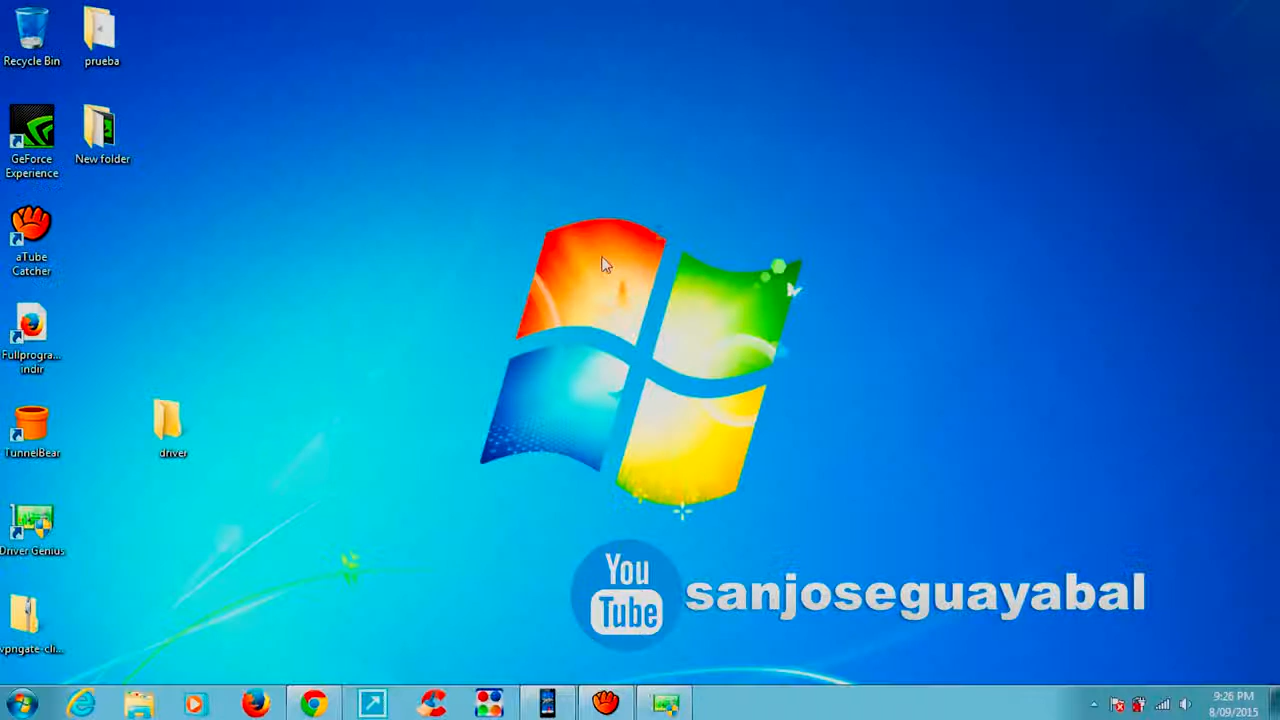 Recycle Bin
prueba
GeForce
Experience
New folder
aTube
Catcher
Fullprogra...
indir
TunnelBear
driver
Driver Genius
vpngate-cli...
You
Tube
sanjoseguayabal
9:26 PM
8/09/2015